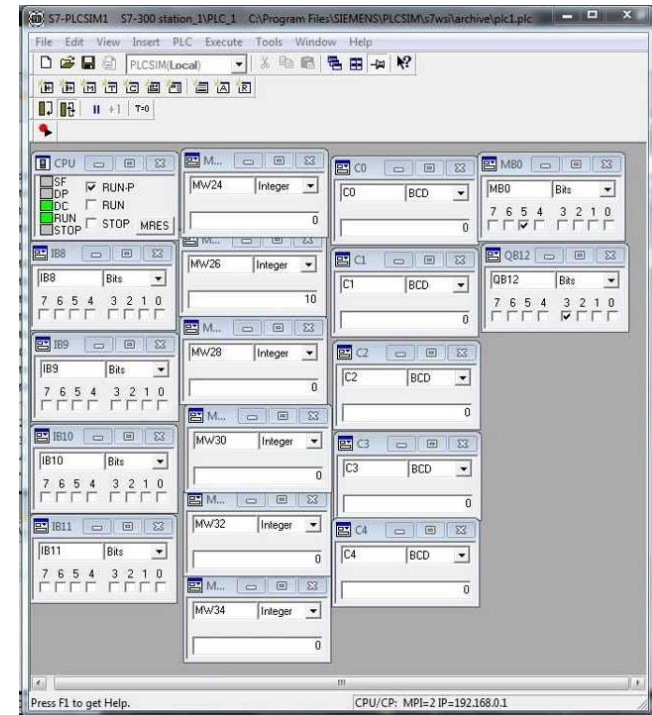 S7-PLCSIM1 S7-300 station_1\PLC_1 C:\Program Files\SIEMENS\PLCSIM\s7wsi\archive\plc1.plc
File Edit View Insert PLC Execute Tools Window Help
PLCSIM(Local)
+1 T=0
CPU
SF
DP
DC
RUN
STOP
RUN-P
RUN
STOP MRES
IB8
IB8 Bits
7 6 5 4 3 2 1 0
IB9
IB9 Bits
7 6 5 4 3 2 1 0
IB10
IB10 Bits
7 6 5 4 3 2 1 0
IB11
IB11 Bits
7 6 5 4 3 2 1 0
M...
MW24 Integer
0
M...
MW26 Integer
10
M...
MW28 Integer
0
M...
MW30 Integer
0
M...
MW32 Integer
0
M...
MW34 Integer
0
C0
C0 BCD
0
C1
C1 BCD
0
C2
C2 BCD
0
C3
C3 BCD
0
C4
C4 BCD
0
MB0
MB0 Bits
7 6 5 4 3 2 1 0
QB12
QB12 Bits
7 6 5 4 3 2 1 0
Press F1 to get Help.
CPU/CP: MPI=2 IP=192.168.0.1